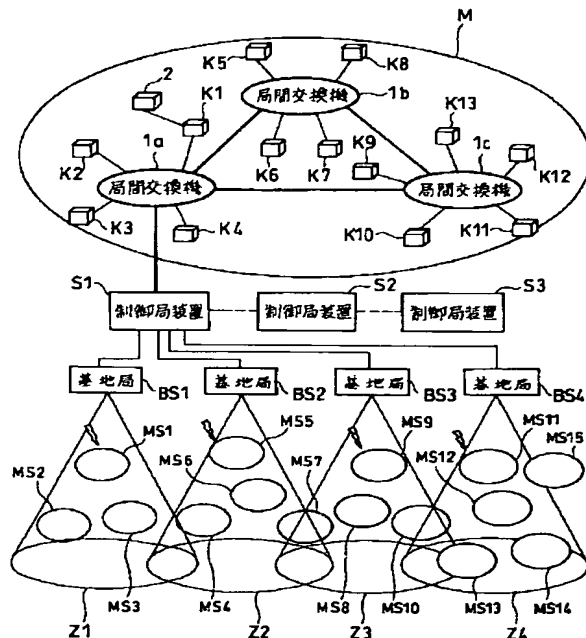 M
K5
K8
2
K1
局間交換機
1b
K13
1a
K9
1c
K2
K6
K7
K12
局間交換機
局間交換機
K3
K4
K10
K11
S1
S2
S3
制御局装置
制御局装置
制御局装置
基地局
基地局
基地局
基地局
BS1
BS2
BS3
BS4
MS1
MS5
MS9
MS11
MS15
MS2
MS6
MS7
MS12
MS3
MS4
MS8
MS10
MS13
MS14
Z1
Z2
Z3
Z4